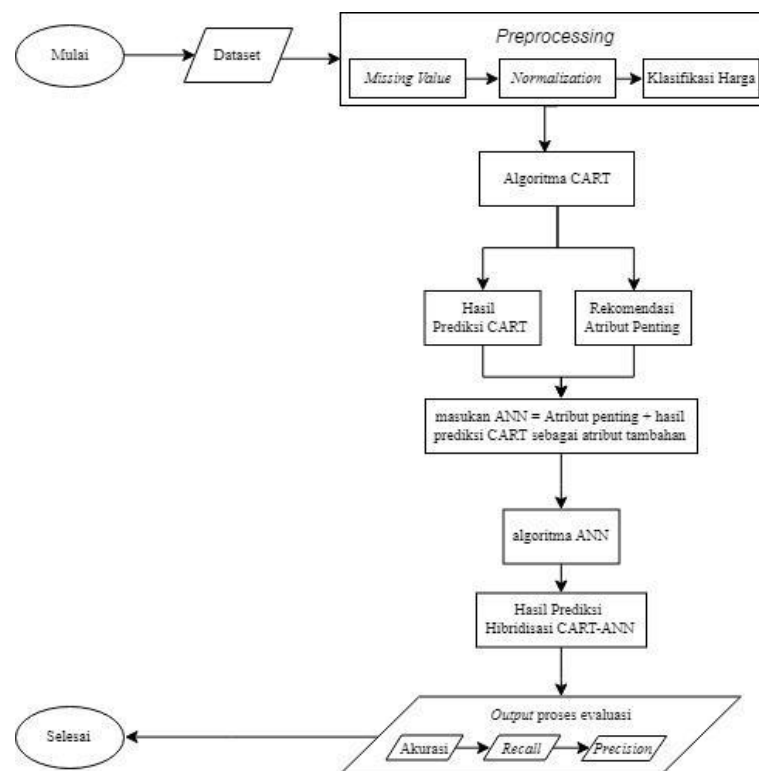 Mulai
Dataset
Preprocessing
Missing Value
Normalization
Klasifikasi Harga
Algoritma CART
Hasil
Prediksi CART
Rekomendasi
Atribut Penting
masukan ANN = Atribut penting + hasil
prediksi CART sebagai atribut tambahan
algoritma ANN
Hasil Prediksi
Hibridisasi CART-ANN
Output proses evaluasi
Akurasi
Recall
Precision
Selesai